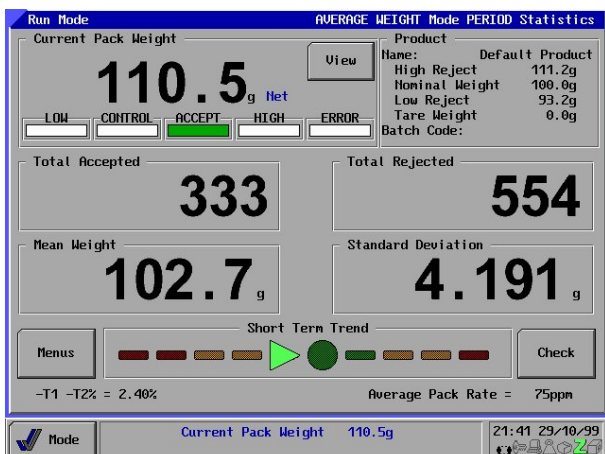 Run Mode AVERAGE WEIGHT Mode PERIOD Statistics
Current Pack Weight
110.5g Net
View
LOW CONTROL ACCEPT HIGH ERROR
Product
Name: Default Product
High Reject 111.2g
Nominal Weight 100.0g
Low Reject 93.2g
Tare Weight 0.0g
Batch Code:
Total Accepted
333
Total Rejected
554
Mean Weight
102.7g
Standard Deviation
4.191g
Short Term Trend
Menus
Check
-T1 -T2% = 2.40%
Average Pack Rate = 75ppm
Mode
Current Pack Weight 110.5g
21:41 29/10/99
Z